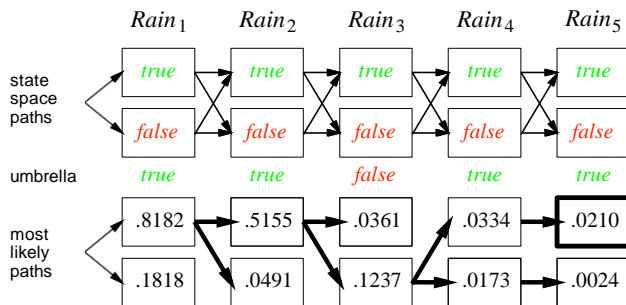 Rain1 Rain2 Rain3 Rain4 Rain5
state space paths
true true true true true
false false false false false
umbrella true true false true true
most likely paths
.8182 .5155 .0361 .0334 .0210
.1818 .0491 .1237 .0173 .0024